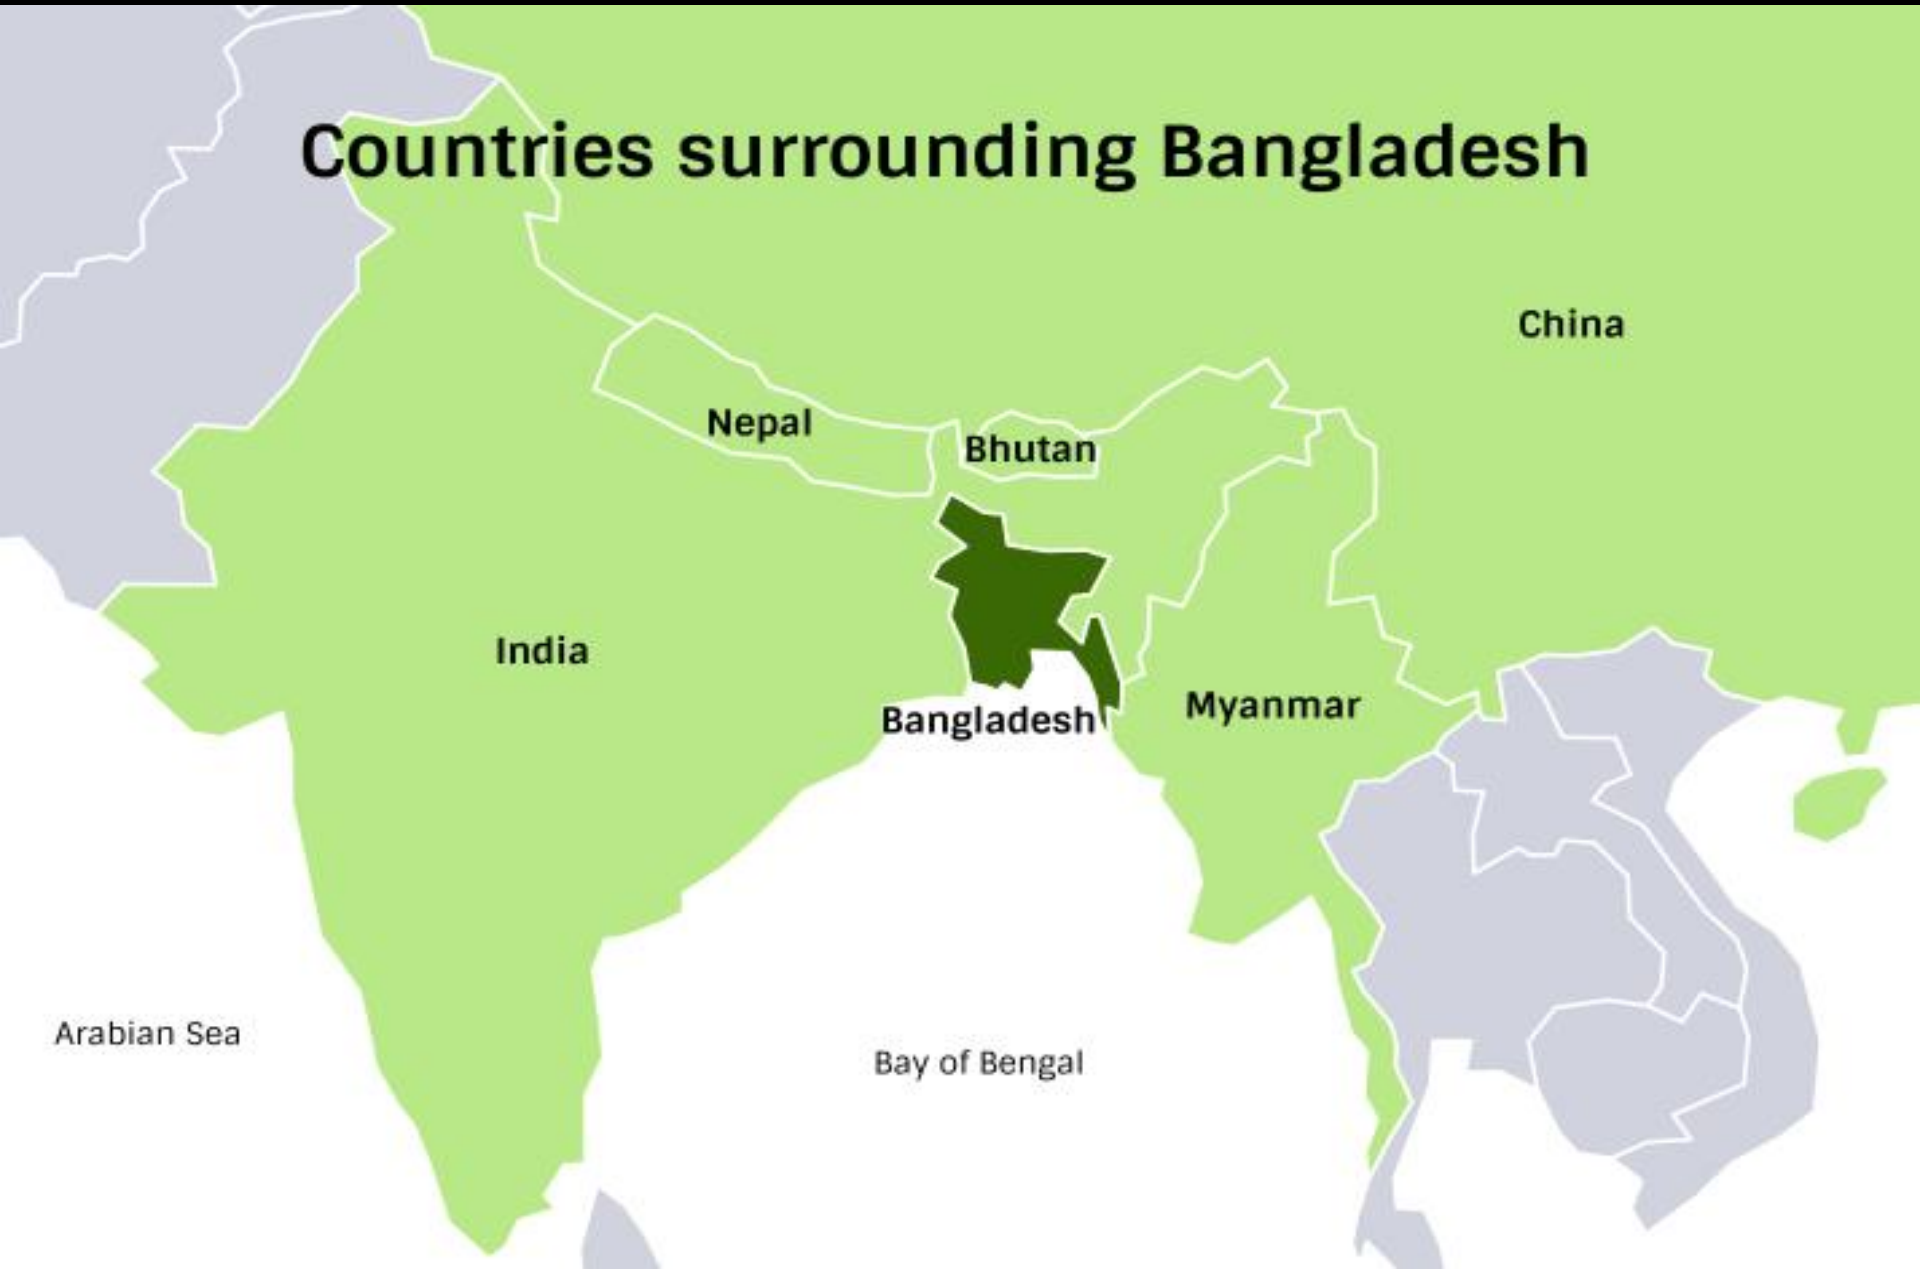 Countries surrounding Bangladesh
China
Nepal
Bhutan
India
Myanmar
Bangladesh
Arabian Sea
Bay of Bengal